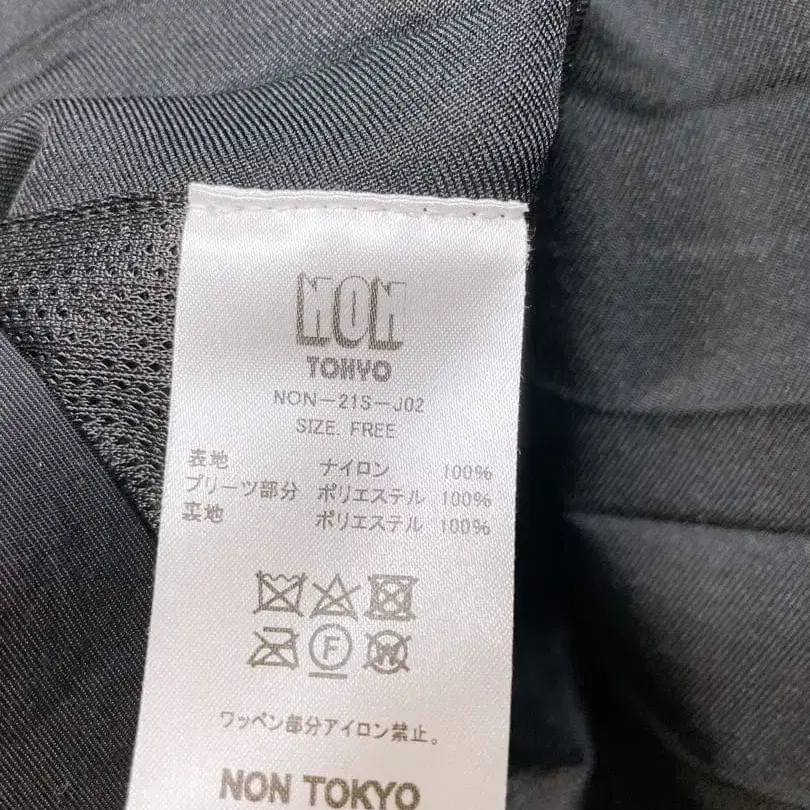 NON
TOKYO
NON-21S-J02
SIZE. FREE
表地 ナイロン 100%
プリーツ部分 ポリエステル 100%
裏地 ポリエステル 100%
F
W
ワッペン部分アイロン禁止。
NON TOKYO